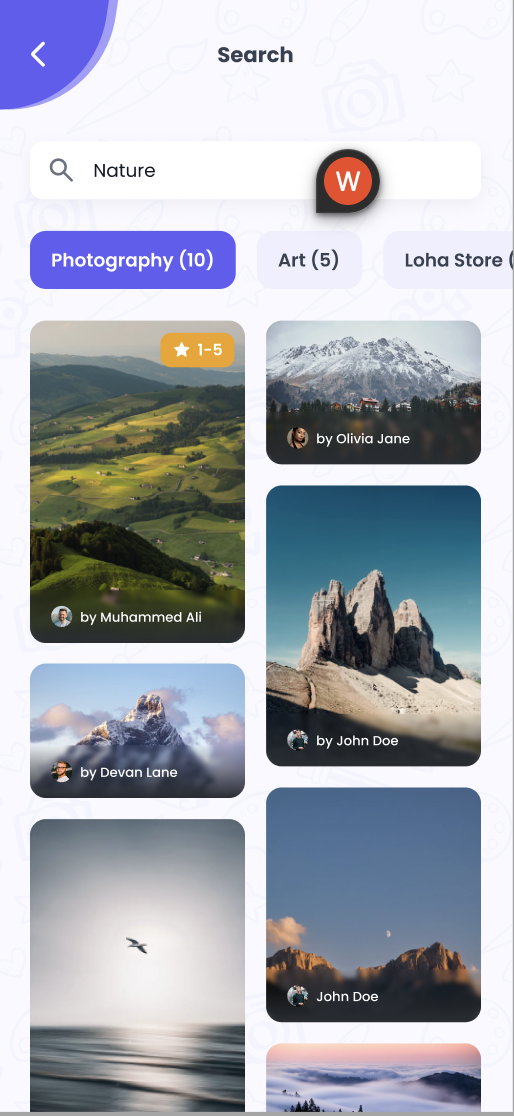 Search
Nature
W
Photography (10)
Art (5)
Loha Store (
1-5
by Muhammed Ali
by Olivia Jane
by John Doe
by Devan Lane
John Doe